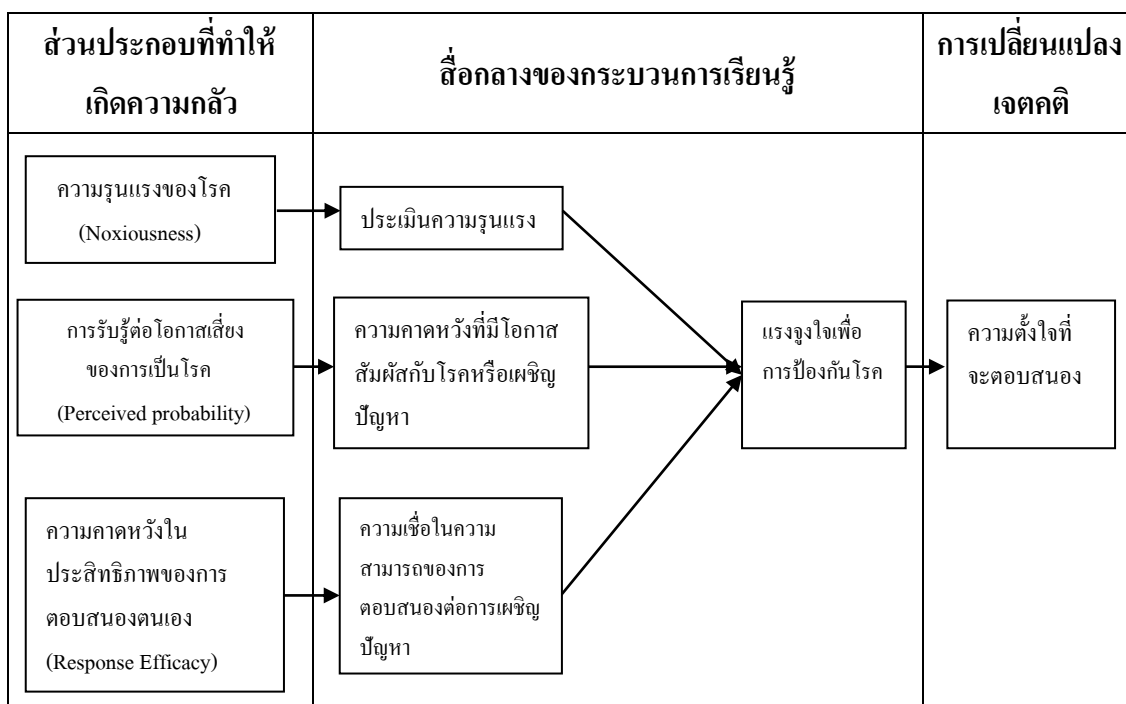 ส่วนประกอบที่ทำให้
เกิดความกลัว
สื่อกลางของกระบวนการเรียนรู้
การเปลี่ยนแปลง
เจตคติ
ความรุนแรงของโรค
(Noxiousness)
ประเมินความรุนแรง
การรับรู้ต่อโอกาสเสี่ยง
ของการเป็นโรค
(Perceived probability)
ความคาดหวังที่มีโอกาส
สัมผัสกับโรคหรือเผชิญ
ปัญหา
แรงจูงใจเพื่อ
การป้องกันโรค
ความตั้งใจที่
จะตอบสนอง
ความคาดหวังใน
ประสิทธิภาพของการ
ตอบสนองตนเอง
(Response Efficacy)
ความเชื่อในความ
สามารถของการ
ตอบสนองต่อการเผชิญ
ปัญหา